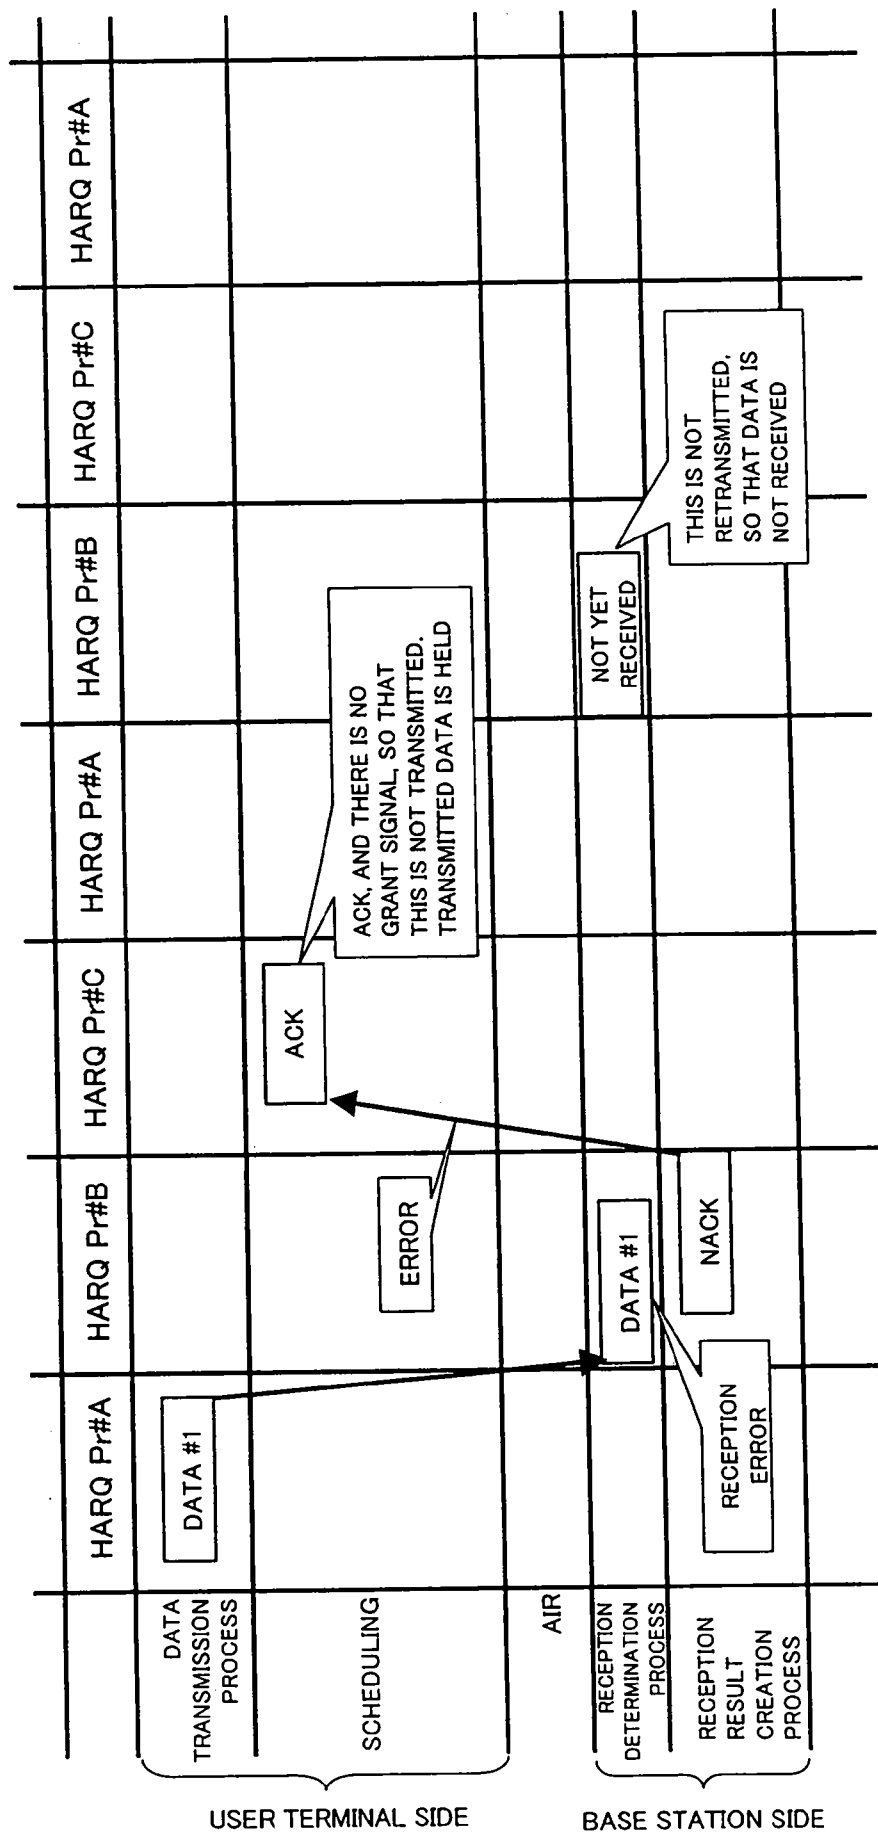 HARQ Pr#A
HARQ Pr#B
HARQ Pr#C
HARQ Pr#A
HARQ Pr#B
HARQ Pr#C
HARQ Pr#A
DATA
TRANSMISSION
PROCESS
DATA #1
SCHEDULING
ERROR
ACK
ACK, AND THERE IS NO
GRANT SIGNAL, SO THAT
THIS IS NOT TRANSMITTED.
TRANSMITTED DATA IS HELD
AIR
RECEPTION
DETERMINATION
PROCESS
DATA #1
NOT YET
RECEIVED
RECEPTION
RESULT
CREATION
PROCESS
RECEPTION
ERROR
NACK
THIS IS NOT
RETRANSMITTED,
SO THAT DATA IS
NOT RECEIVED
USER TERMINAL SIDE
BASE STATION SIDE